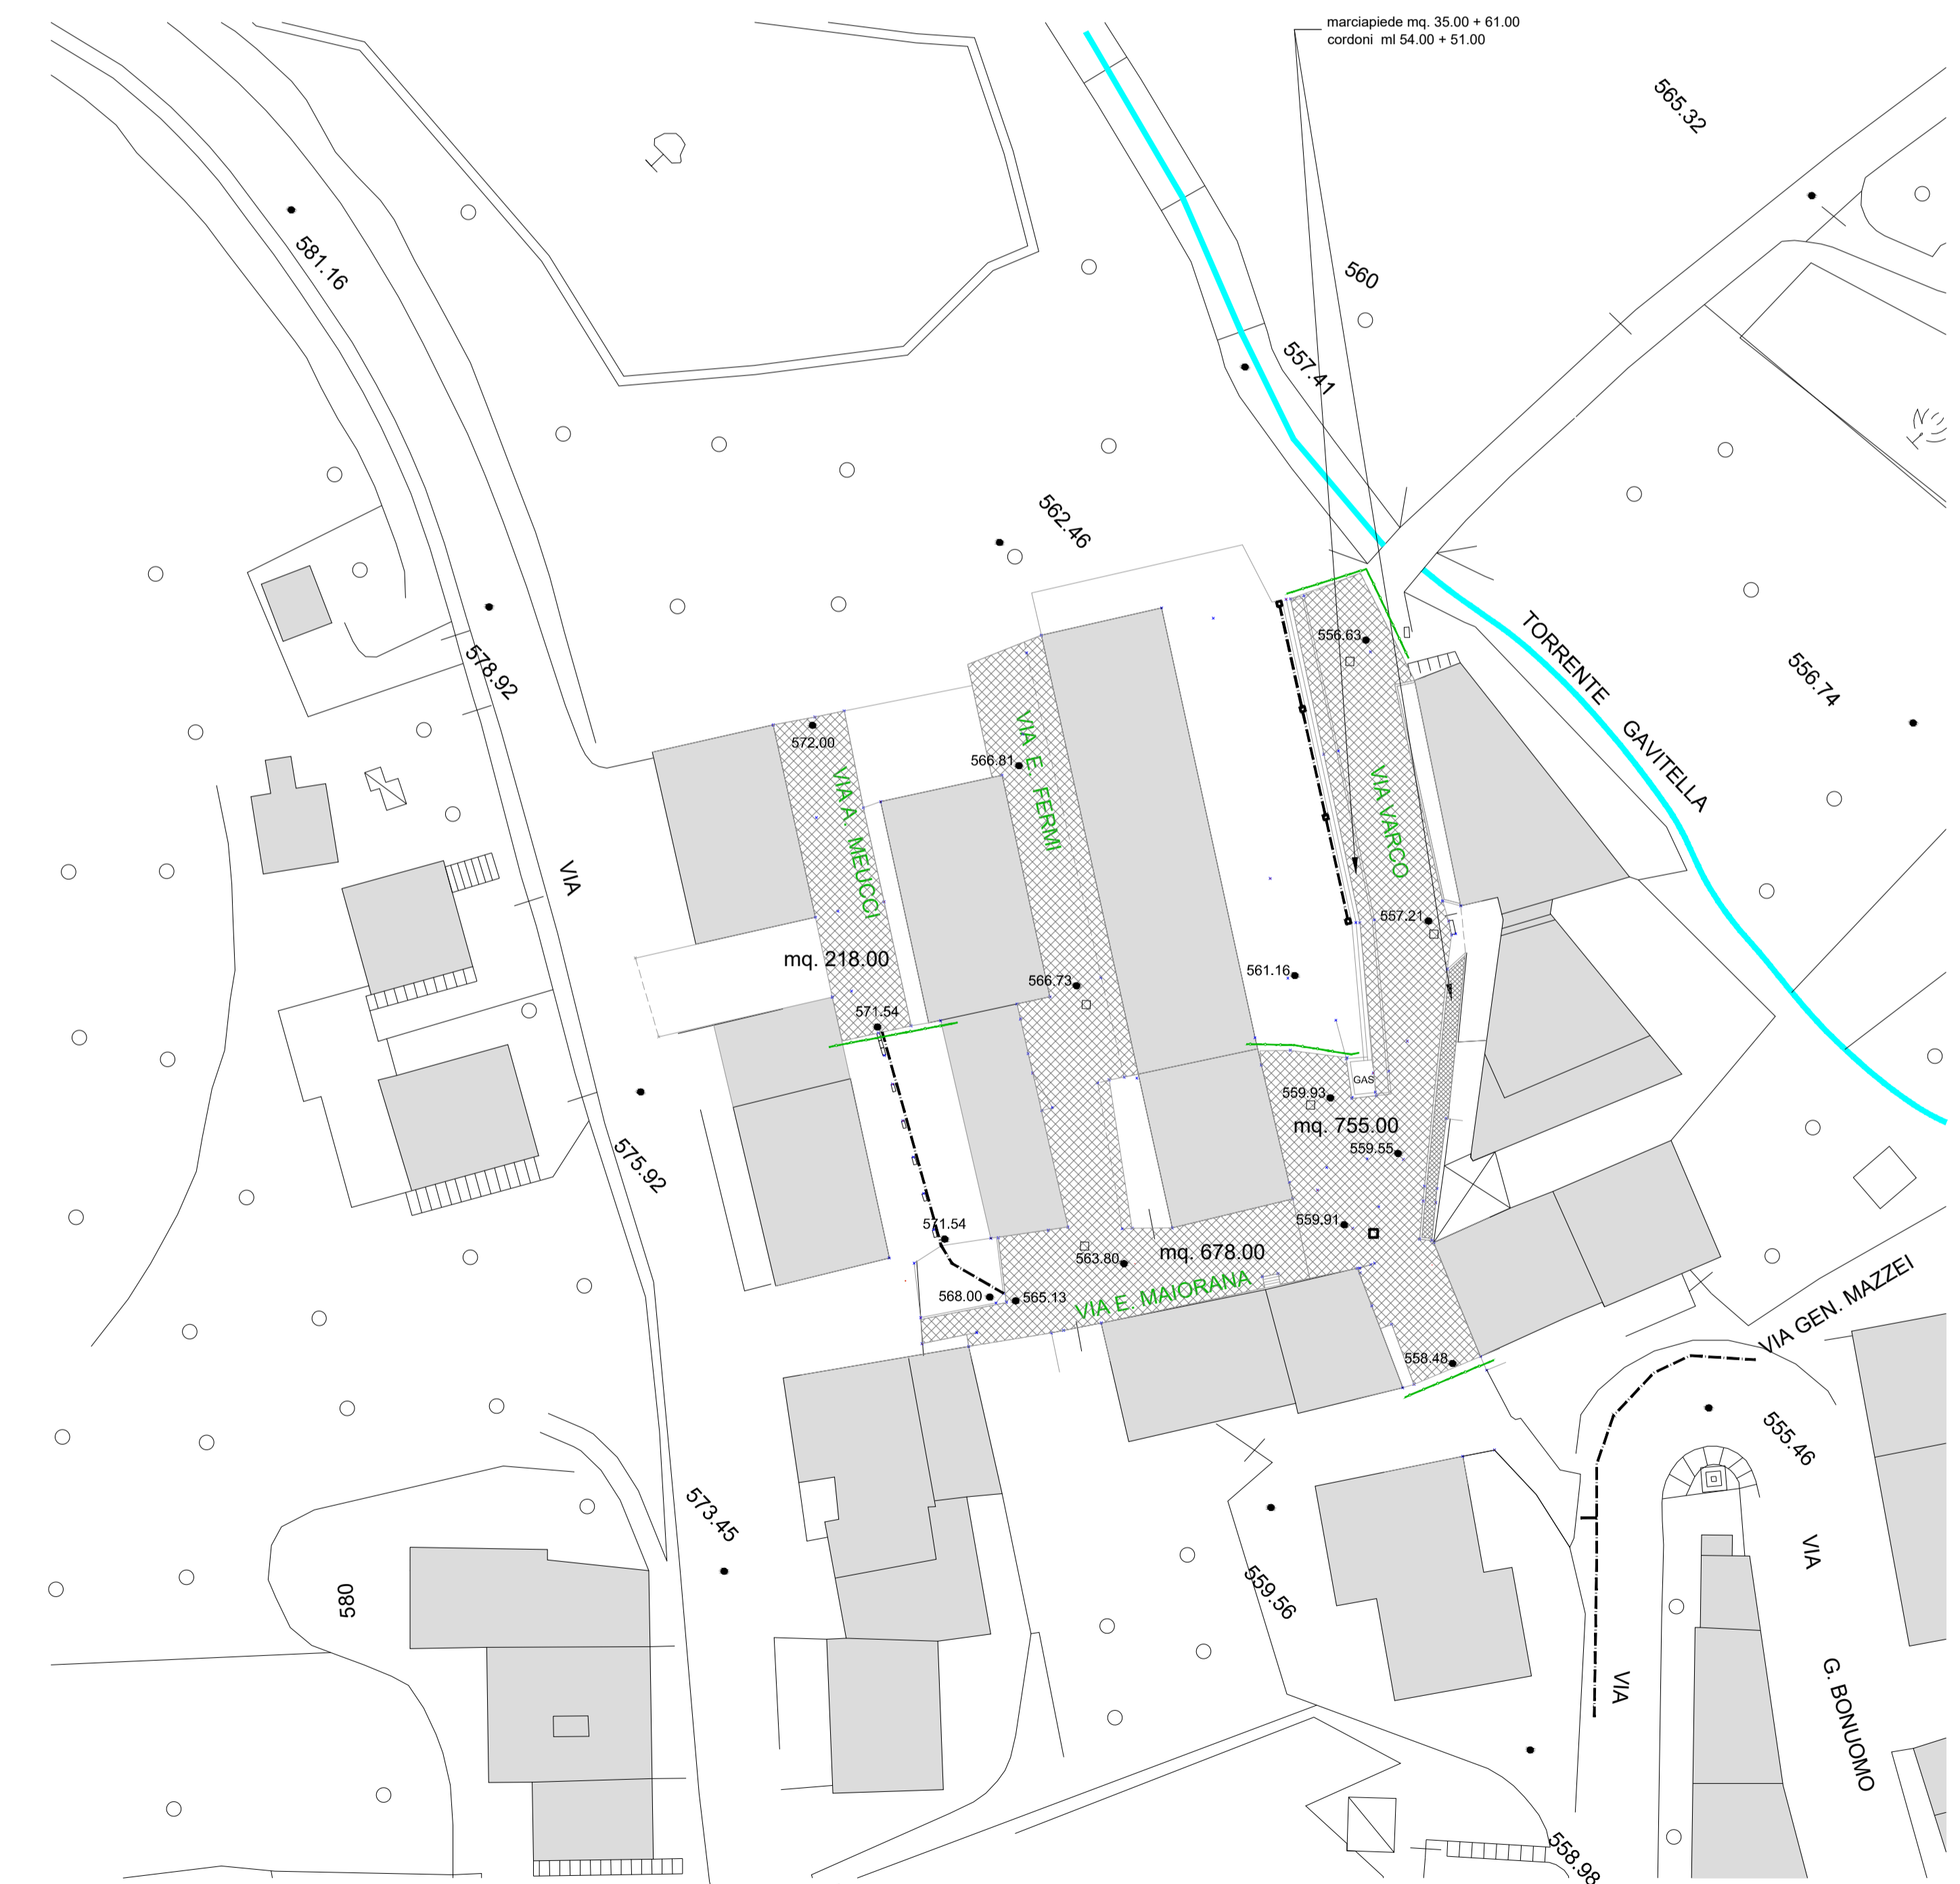 marciapiede mq. 35.00 + 61.00
cordoni ml 54.00 + 51.00
565.32
581.16
560
557.41
562.46
578.92
556.63
TORRENTE GAVITELLA
556.74
572.00
566.81
VIA E. FERMI
VIA A. MEUCCI
VIA VARCO
VIA
557.21
mq. 218.00
566.73
561.16
571.54
GAS
559.93
mq. 755.00
559.55
575.92
571.54
559.91
563.80
mq. 678.00
568.00
565.13
VIA E. MAIORANA
VIA GEN. MAZZEI
558.48
555.46
573.45
VIA
580
559.56
VIA
G. BONUOMO
558.98